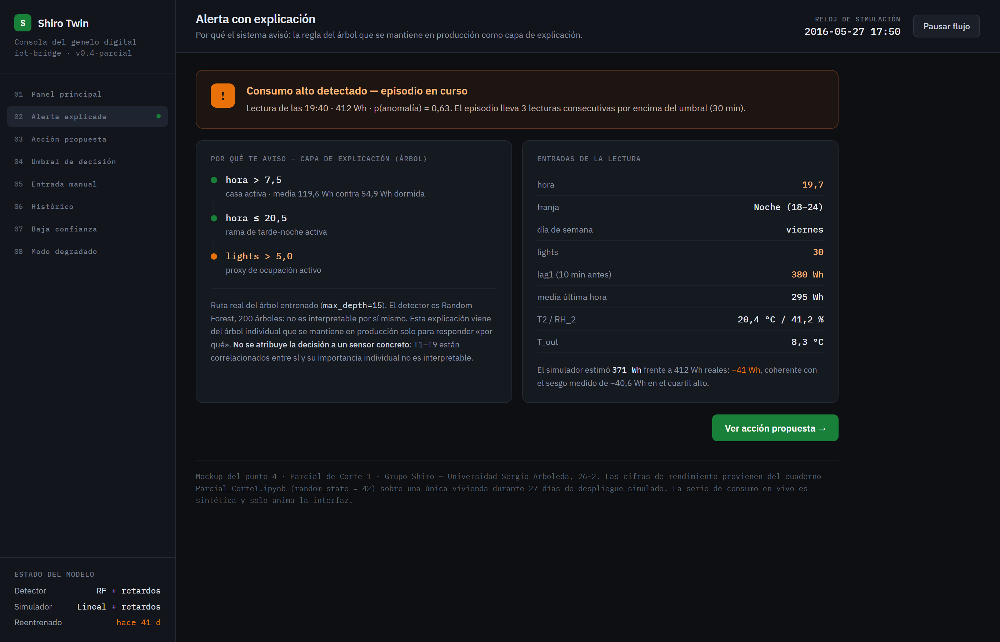 S
Shiro Twin
Consola del gemelo digital
iot-bridge · v0.4-parcial
01 Panel principal
02 Alerta explicada
03 Acción propuesta
04 Umbral de decisión
05 Entrada manual
06 Histórico
07 Baja confianza
08 Modo degradado
ESTADO DEL MODELO
Detector RF + retardos
Simulador Lineal + retardos
Reentrenado hace 41 d
Alerta con explicación
Por qué el sistema avisó: la regla del árbol que se mantiene en producción como capa de explicación.
RELOJ DE SIMULACIÓN
2016-05-27 17:50
Pausar flujo
!
Consumo alto detectado — episodio en curso
Lectura de las 19:40 · 412 Wh · p(anomalía) = 0,63. El episodio lleva 3 lecturas consecutivas por encima del umbral (30 min).
POR QUÉ TE AVISO — CAPA DE EXPLICACIÓN (ÁRBOL)
hora > 7,5
casa activa · media 119,6 Wh contra 54,9 Wh dormida
hora ≤ 20,5
rama de tarde-noche activa
lights > 5,0
proxy de ocupación activo
Ruta real del árbol entrenado (max_depth=15). El detector es Random
Forest, 200 árboles: no es interpretable por sí mismo. Esta explicación viene
del árbol individual que se mantiene en producción solo para responder «por
qué». No se atribuye la decisión a un sensor concreto: T1–T9 están
correlacionados entre sí y su importancia individual no es interpretable.
ENTRADAS DE LA LECTURA
hora 19,7
franja Noche (18–24)
día de semana viernes
lights 30
lag1 (10 min antes) 380 Wh
media última hora 295 Wh
T2 / RH_2 20,4 °C / 41,2 %
T_out 8,3 °C
El simulador estimó 371 Wh frente a 412 Wh reales: −41 Wh, coherente con
el sesgo medido de −40,6 Wh en el cuartil alto.
Ver acción propuesta →
Mockup del punto 4 · Parcial de Corte 1 · Grupo Shiro — Universidad Sergio Arboleda, 26-2. Las cifras de rendimiento provienen del cuaderno
Parcial_Corte1.ipynb (random_state = 42) sobre una única vivienda durante 27 días de despliegue simulado. La serie de consumo en vivo es
sintética y solo anima la interfaz.